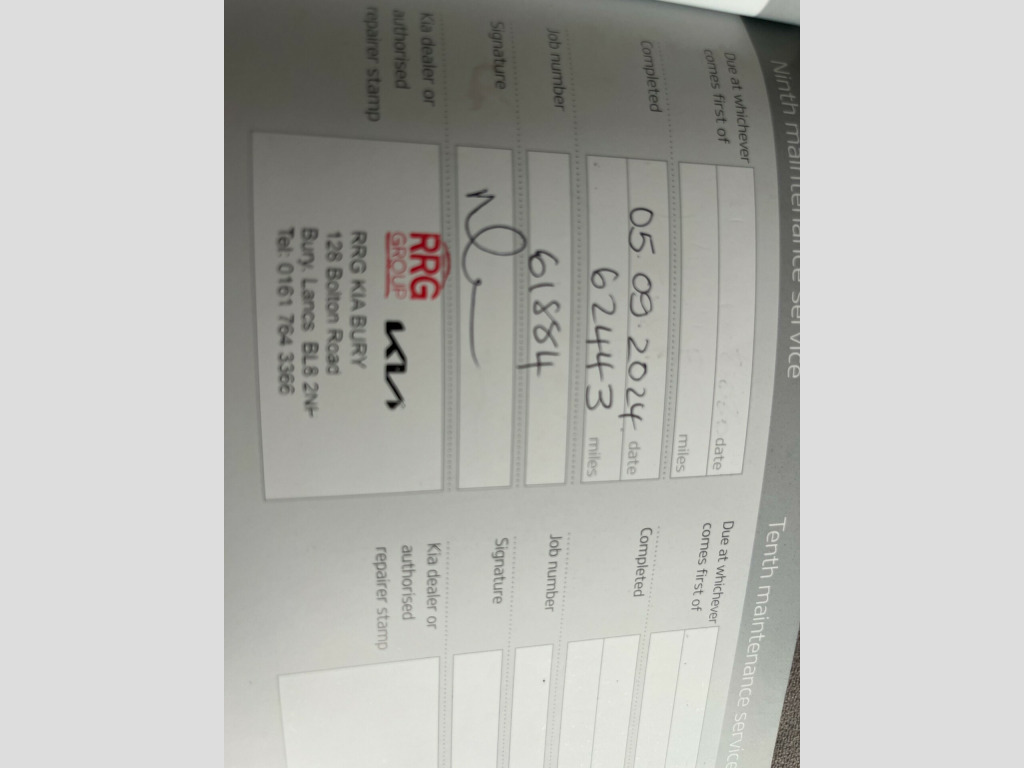 Ninth maintenance service
Due at whichever
comes first of
date
miles
Completed
05.09.2024 date
62443 miles
Job number
61884
Signature
Kia dealer or
authorised
repairer stamp
RRG
GROUP
KIA
RRG KIA BURY
128 Bolton Road
Bury. Lancs BL8 2NF
Tel: 0161 764 3366
Tenth maintenance service
Due at whichever
comes first of
Completed
Job number
Signature
Kia dealer or
authorised
repairer stamp